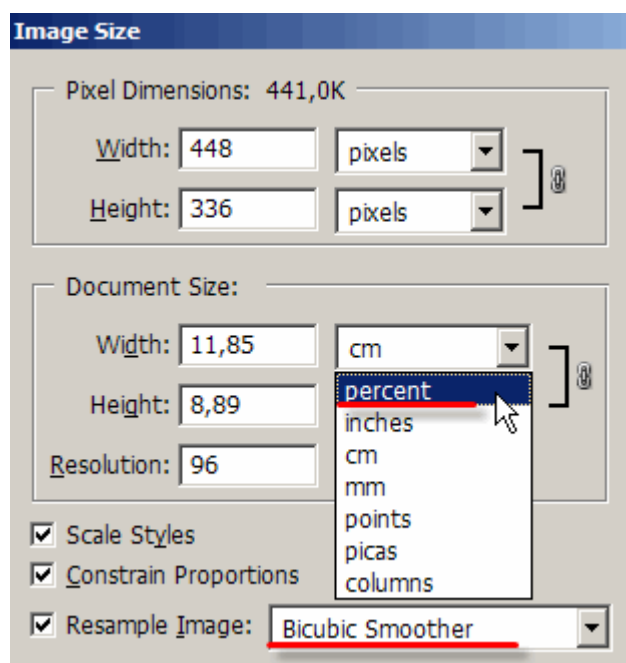 Image Size
Pixel Dimensions: 441,0K
Width: 448 pixels
Height: 336 pixels
Document Size:
Width: 11,85 cm
percent
Height: 8,89
inches
cm
Resolution: 96
mm
points
Scale Styles
picas
Constrain Proportions
columns
Resample Image: Bicubic Smoother